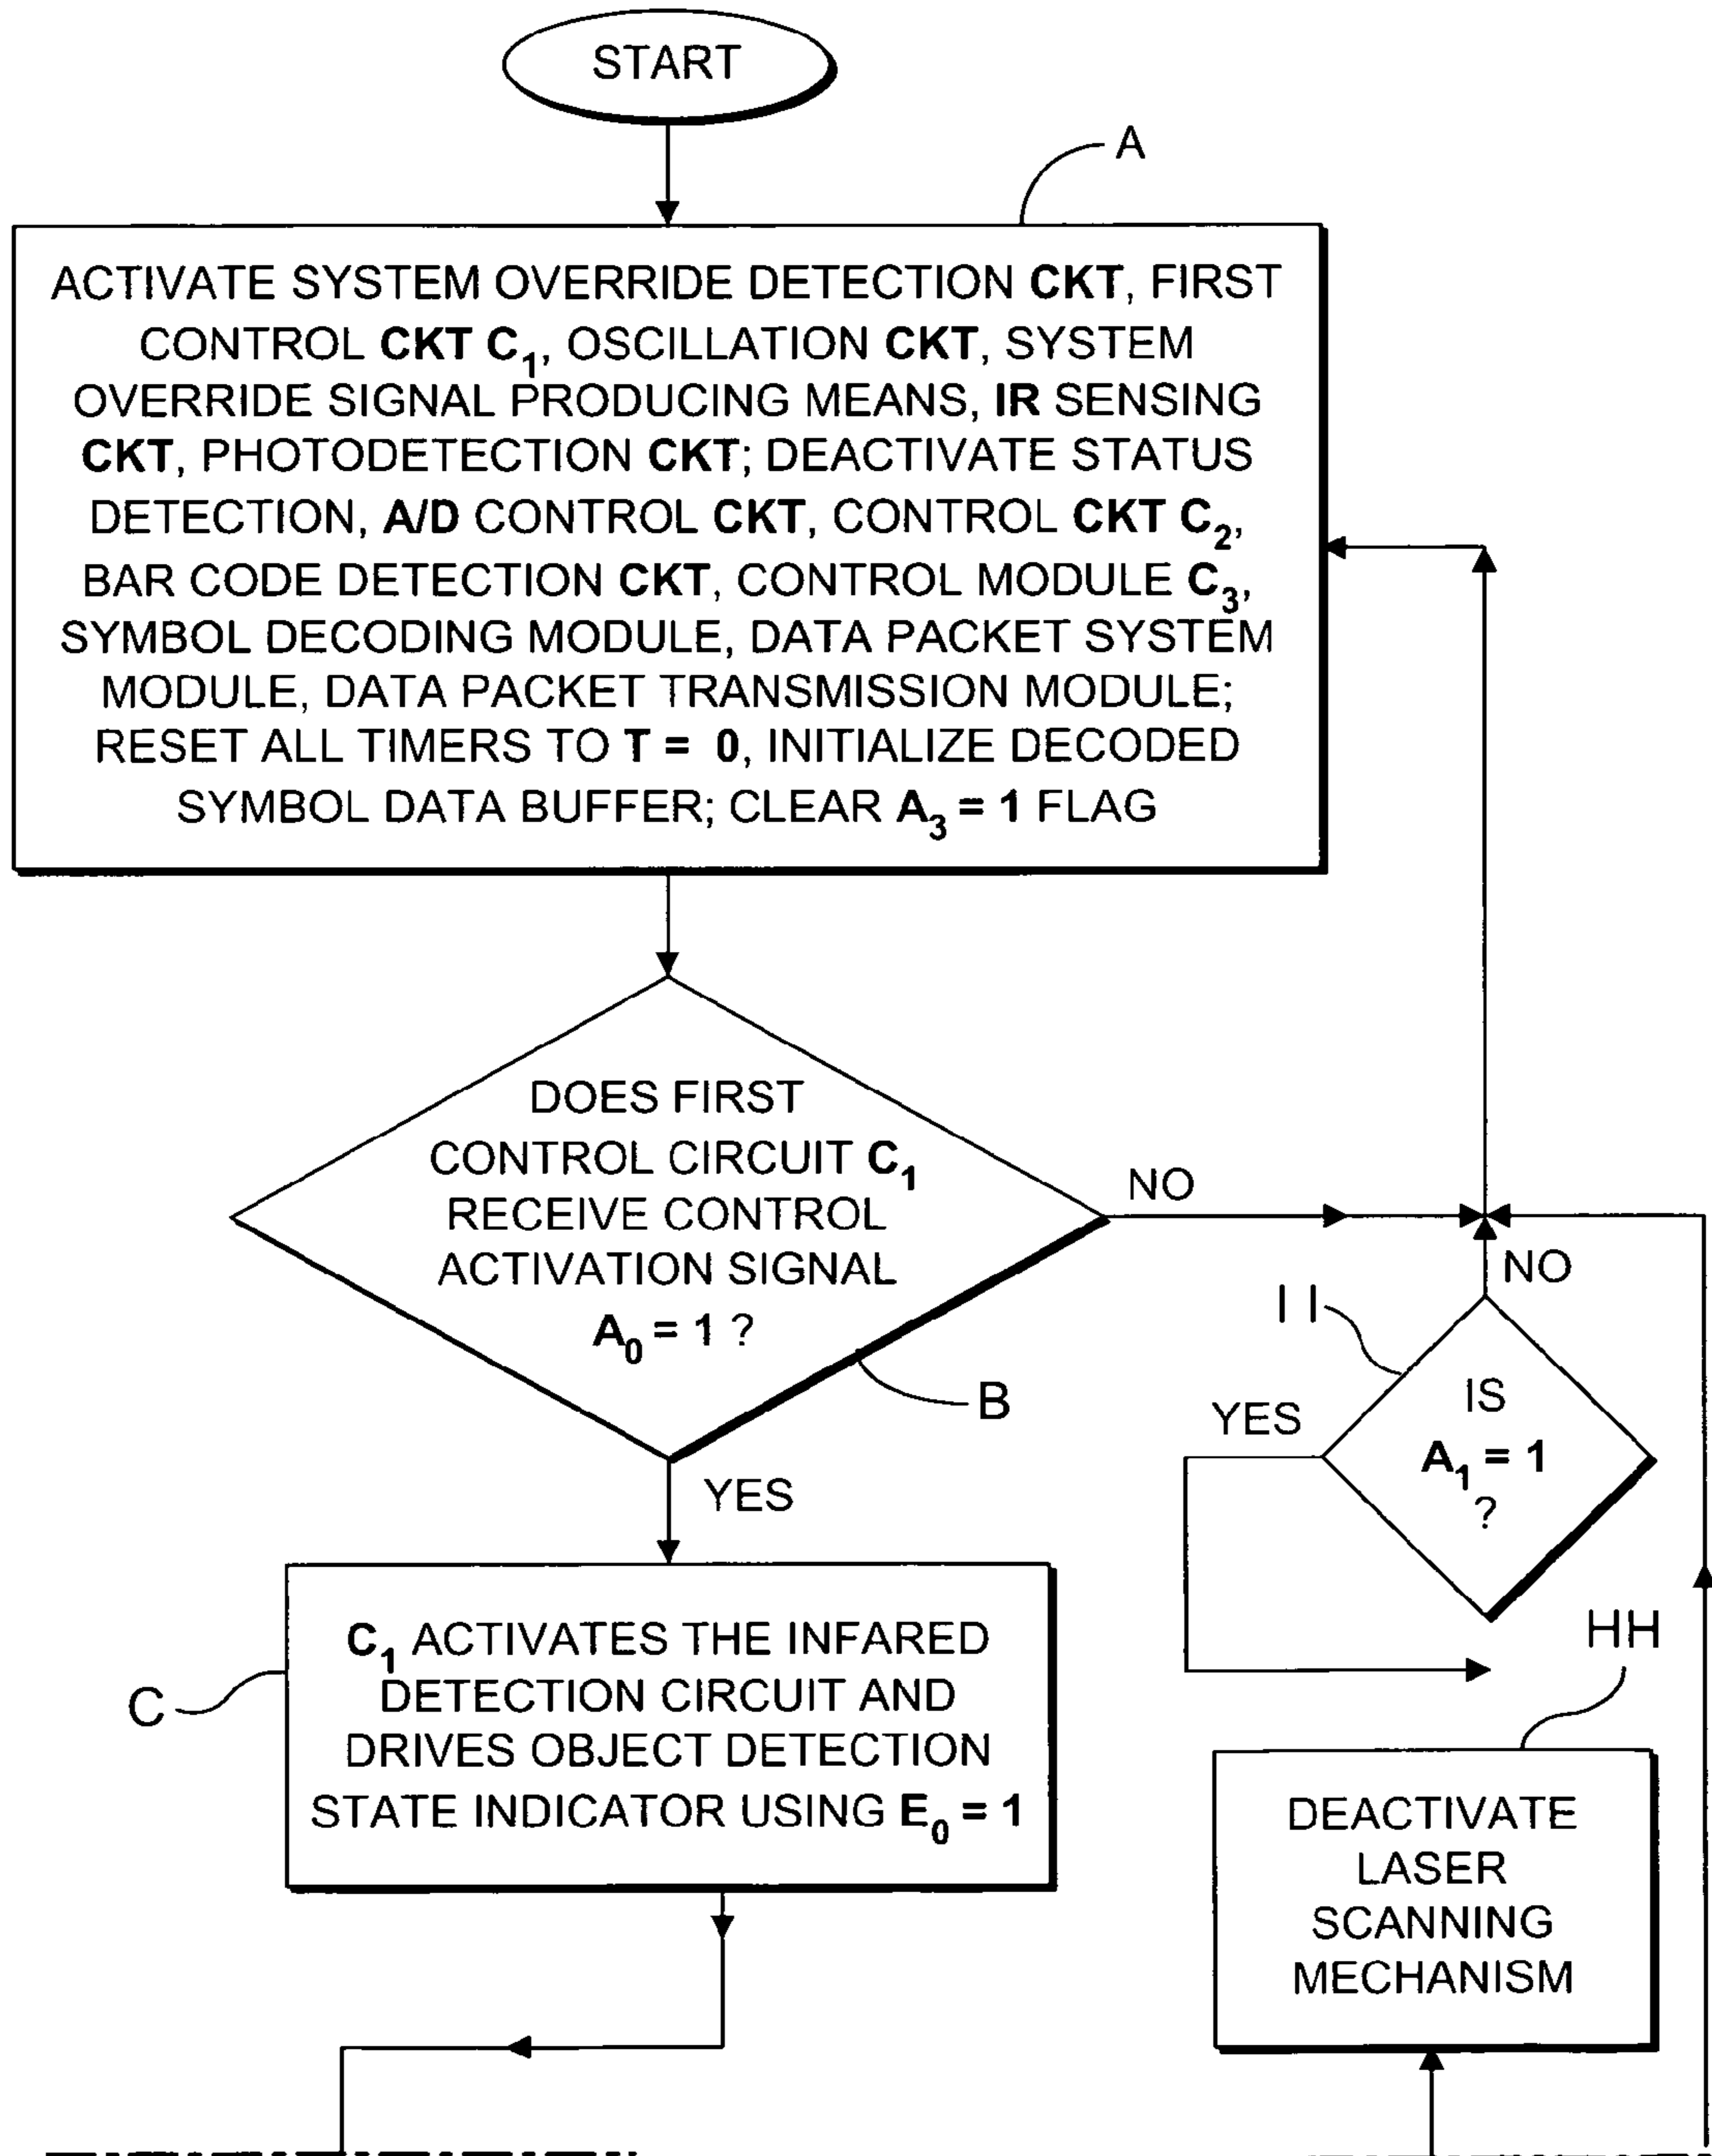 START
A
ACTIVATE SYSTEM OVERRIDE DETECTION CKT, FIRST
CONTROL CKT C₁, OSCILLATION CKT, SYSTEM
OVERRIDE SIGNAL PRODUCING MEANS, IR SENSING
CKT, PHOTODETECTION CKT; DEACTIVATE STATUS
DETECTION, A/D CONTROL CKT, CONTROL CKT C₂,
BAR CODE DETECTION CKT, CONTROL MODULE C₃,
SYMBOL DECODING MODULE, DATA PACKET SYSTEM
MODULE, DATA PACKET TRANSMISSION MODULE;
RESET ALL TIMERS TO T = 0, INITIALIZE DECODED
SYMBOL DATA BUFFER; CLEAR A₃ = 1 FLAG
DOES FIRST
CONTROL CIRCUIT C₁
RECEIVE CONTROL
ACTIVATION SIGNAL
A₀ = 1 ?
NO
B
YES
NO
II
YES
IS
A₁ = 1
?
C
C₁ ACTIVATES THE INFARED
DETECTION CIRCUIT AND
DRIVES OBJECT DETECTION
STATE INDICATOR USING E₀ = 1
HH
DEACTIVATE
LASER
SCANNING
MECHANISM